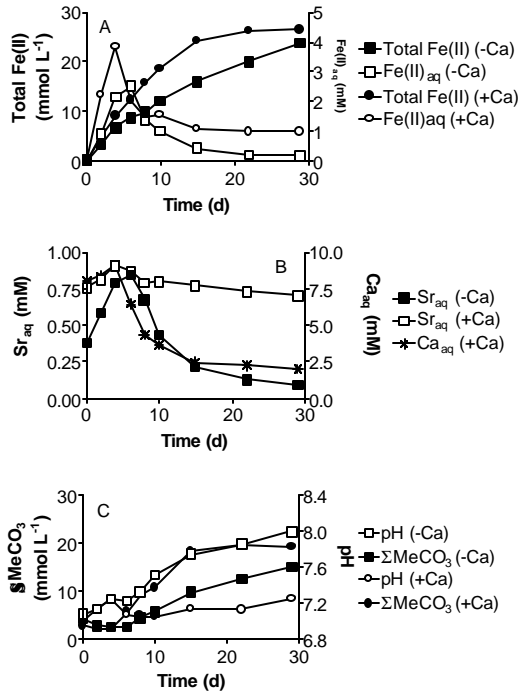 A
Total Fe(II)
(mmol L⁻¹)
30
20
10
0
5
4
3
2
1
0
Fe(II) aq (mM)
0 10 20 30
Time (d)
Total Fe(II) (-Ca)
Fe(II)aq (-Ca)
Total Fe(II) (+Ca)
Fe(II)aq (+Ca)
B
Sraq (mM)
1.00
0.75
0.50
0.25
0.00
10.0
7.5
5.0
2.5
0.0
Caaq (mM)
0 10 20 30
Time (d)
Sraq (-Ca)
Sraq (+Ca)
Caaq (+Ca)
C
§MeCO₃
(mmol L⁻¹)
30
20
10
0
8.4
8.0
7.6
7.2
6.8
pH
0 10 20 30
Time (d)
pH (-Ca)
ΣMeCO₃ (-Ca)
pH (+Ca)
ΣMeCO₃ (+Ca)